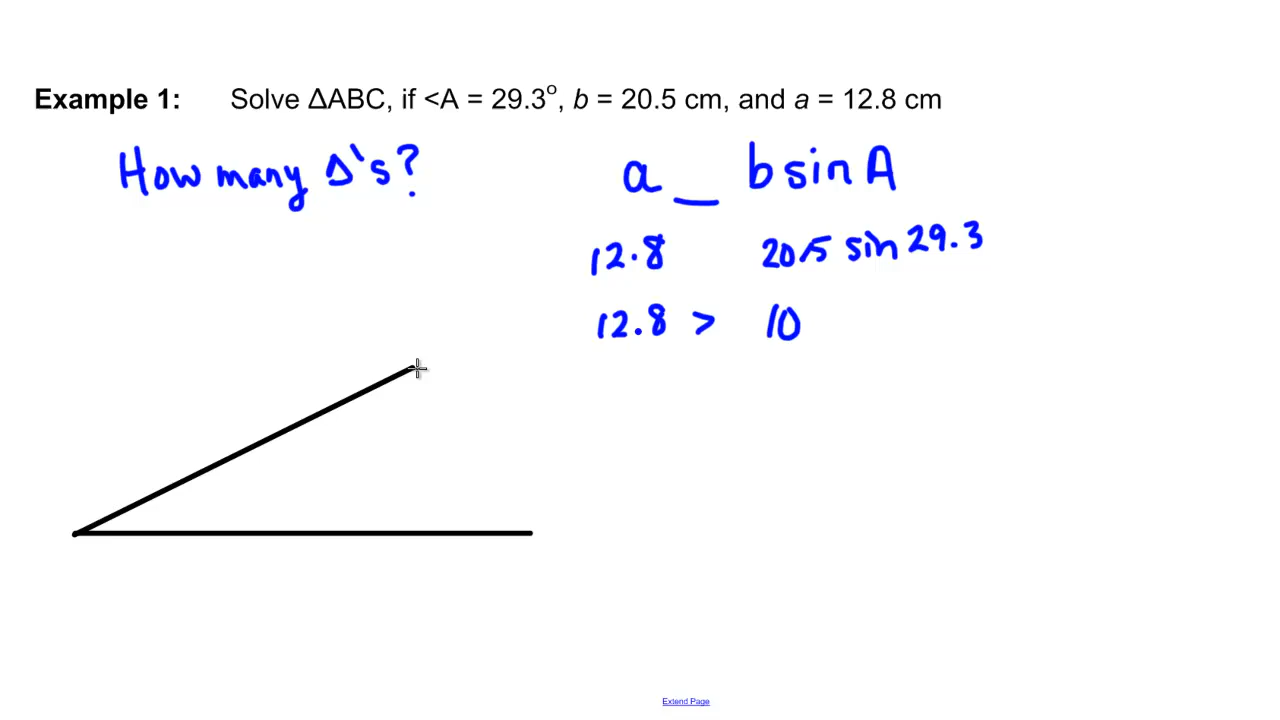 Example 1: Solve ΔABC, if <A = 29.3°, b = 20.5 cm, and a = 12.8 cm
How many Δ's? a _ b sin A
12.8 20.5 sin 29.3
12.8 > 10
Extend Page